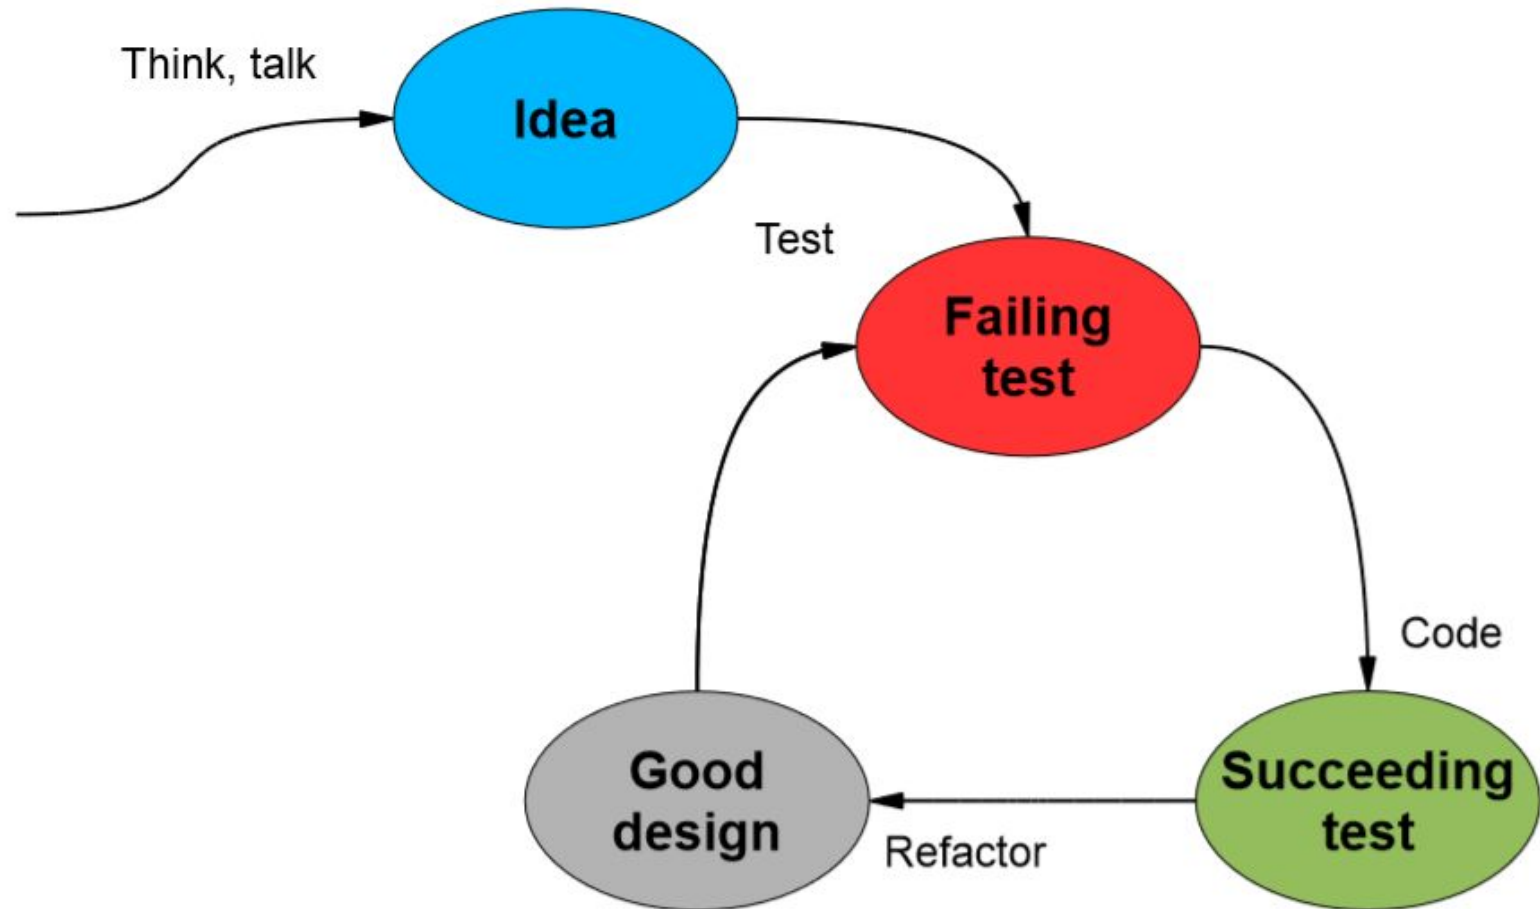 Think, talk
Idea
Test
Failing
test
Code
Succeeding
test
Good
design
Refactor